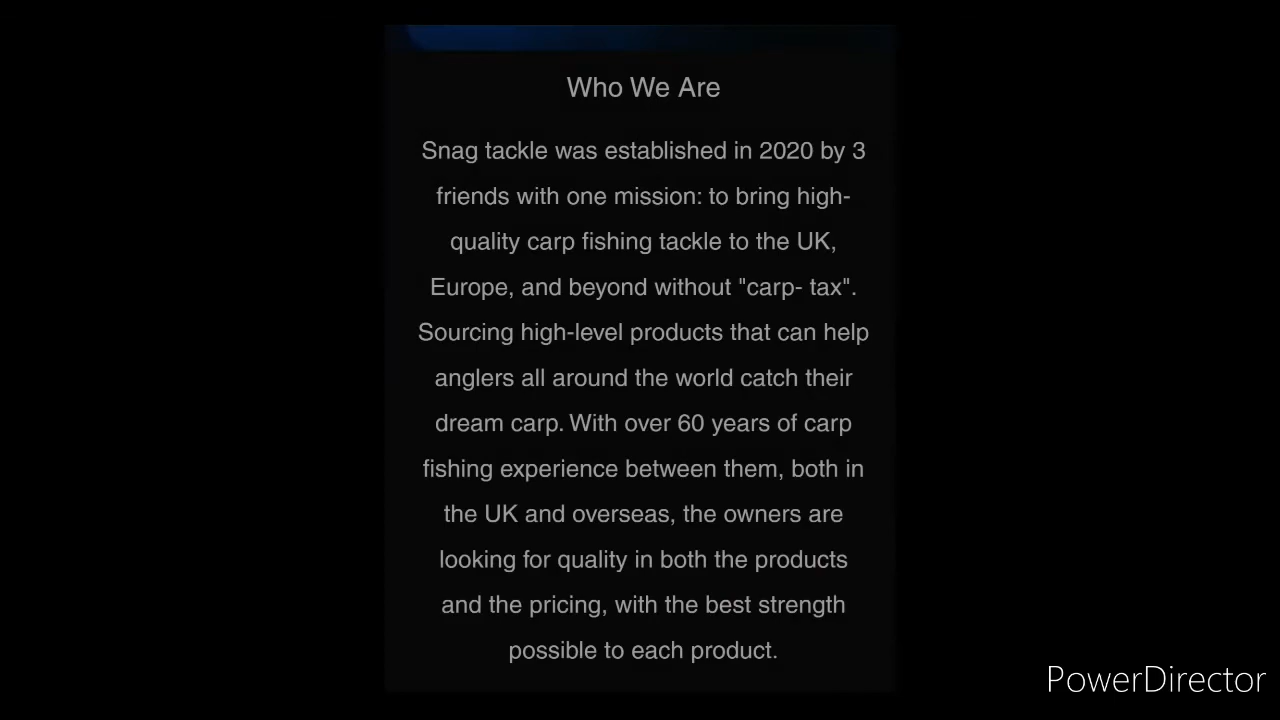 Who We Are
Snag tackle was established in 2020 by 3
friends with one mission: to bring high-
quality carp fishing tackle to the UK,
Europe, and beyond without "carp- tax".
Sourcing high-level products that can help
anglers all around the world catch their
dream carp. With over 60 years of carp
fishing experience between them, both in
the UK and overseas, the owners are
looking for quality in both the products
and the pricing, with the best strength
possible to each product.
PowerDirector